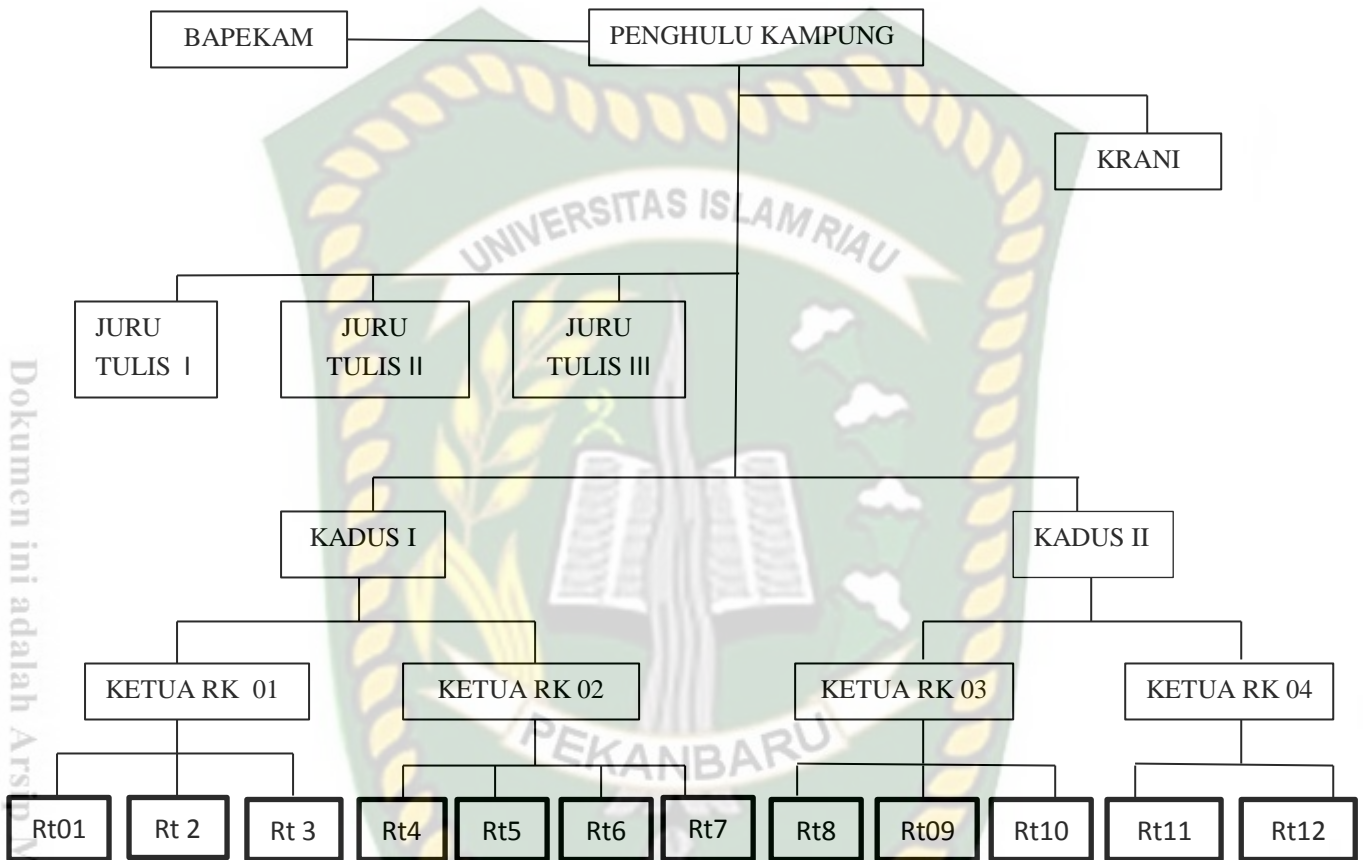 BAPEKAM
PENGHULU KAMPUNG
KRANI
UNIVERSITAS ISLAM RIAU
JURU
TULIS I
JURU
TULIS II
JURU
TULIS III
KADUS I
KADUS II
KETUA RK 01
KETUA RK 02
KETUA RK 03
KETUA RK 04
PEKANBARU
Rt01
Rt 2
Rt 3
Rt4
Rt5
Rt6
Rt7
Rt8
Rt09
Rt10
Rt11
Rt12
Dokumen ini adalah Arsip M